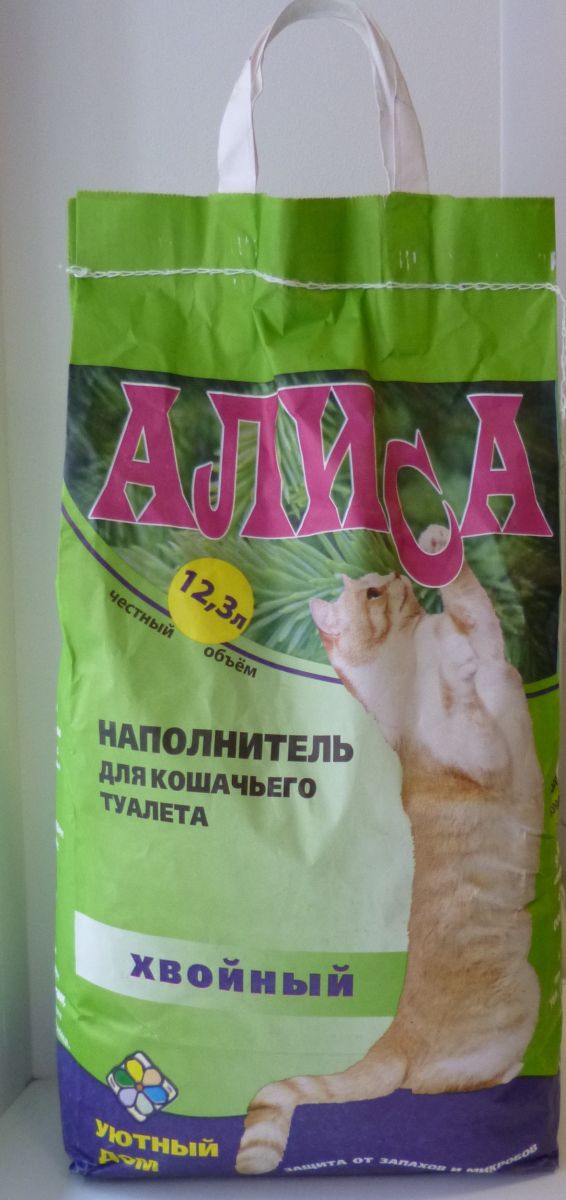 АЛИСА
12,3л
честный
объём
НАПОЛНИТЕЛЬ
ДЛЯ КОШАЧЬЕГО
ТУАЛЕТА
ХВОЙНЫЙ
УЮТНЫЙ
ДОМ
ЗАЩИТА ОТ ЗАПАХОВ И МИКРОБОВ